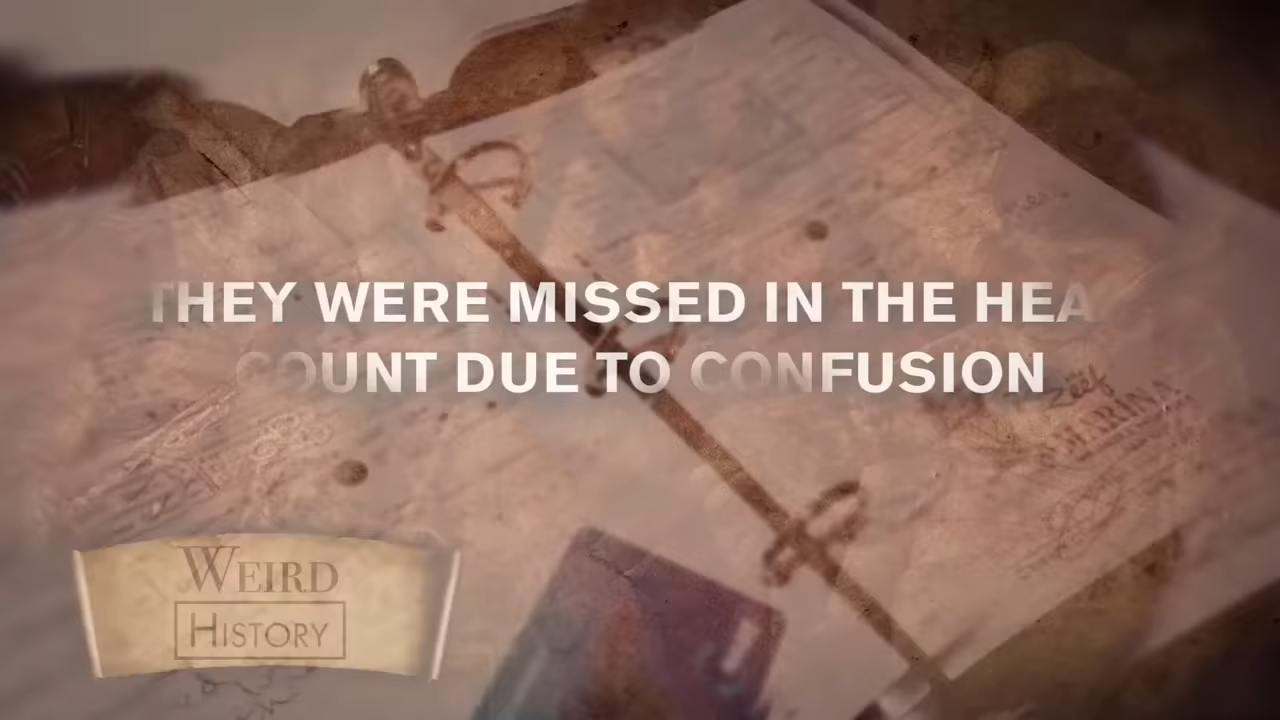 THEY WERE MISSED IN THE HEA
COUNT DUE TO CONFUSION
WEIRD
HISTORY